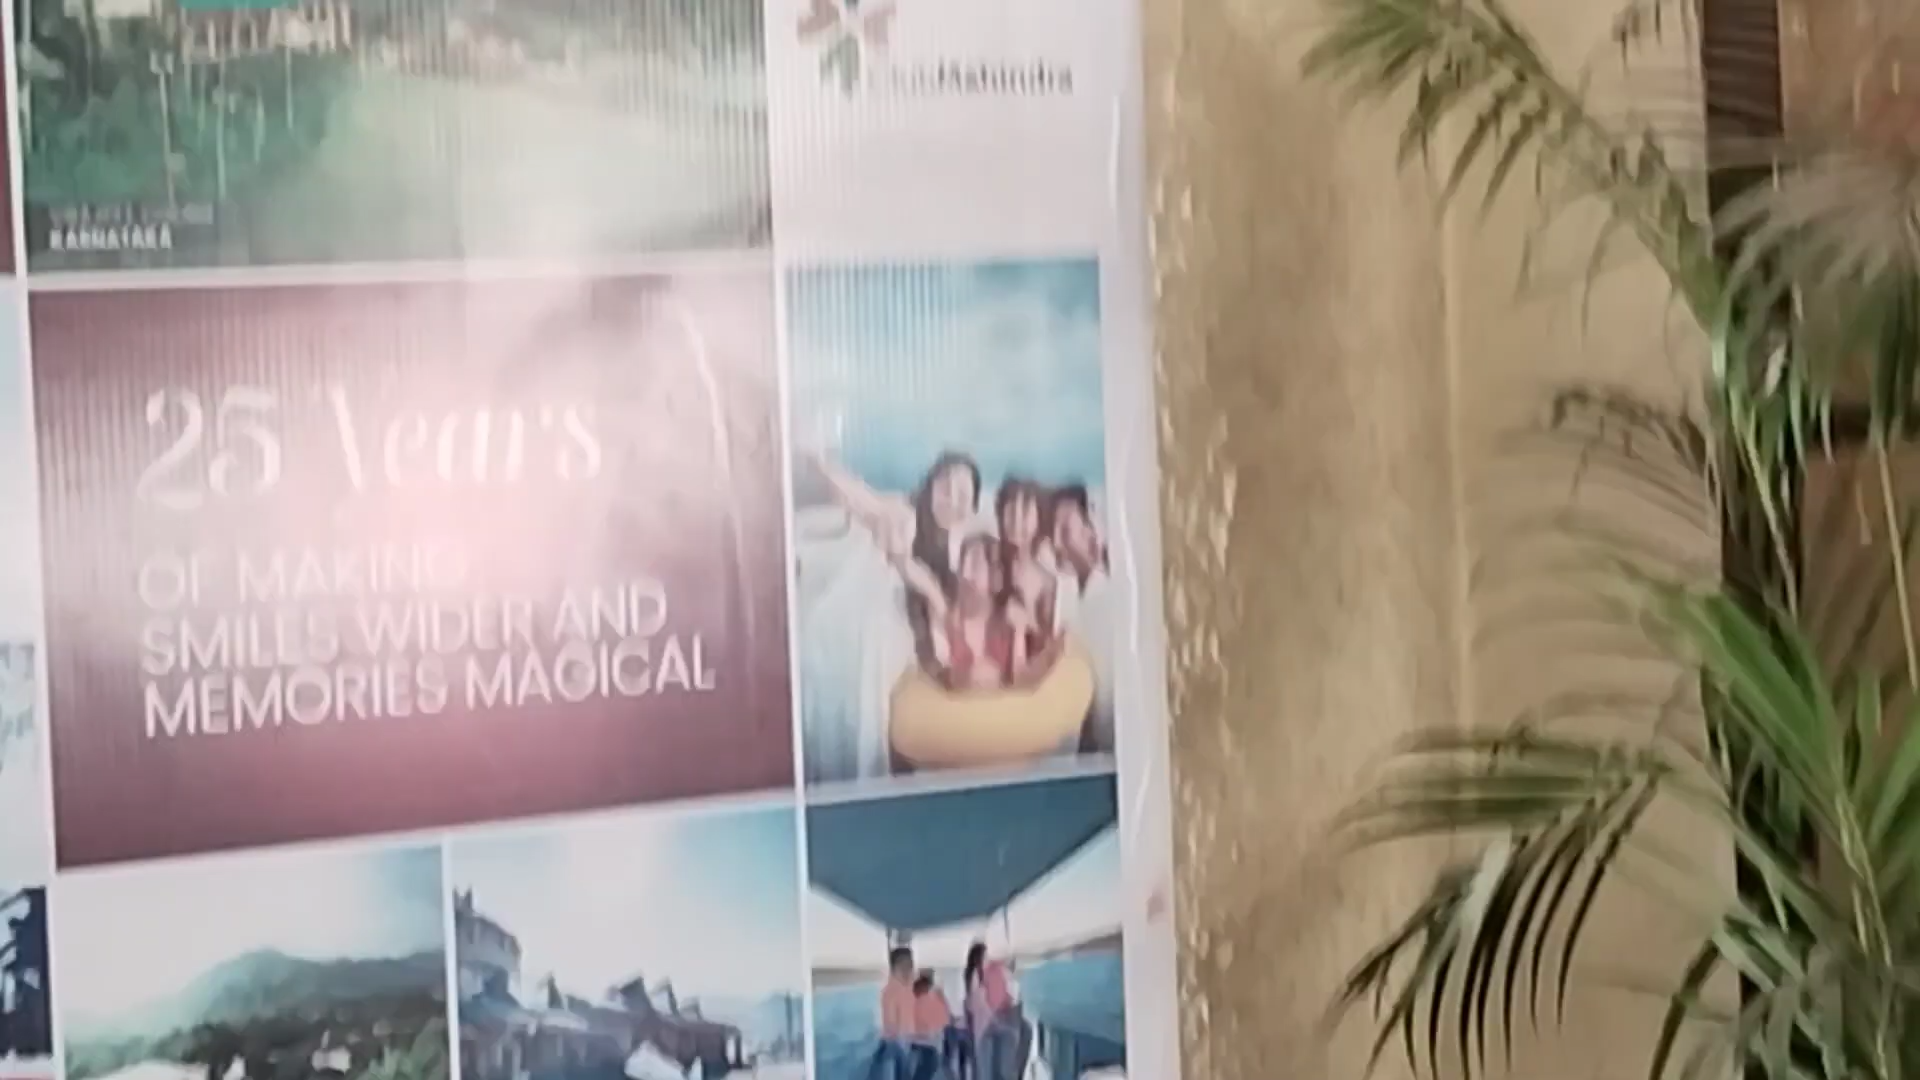 KARNATAKA
25 Years
OF MAKING
SMILES WIDER AND
MEMORIES MAGICAL